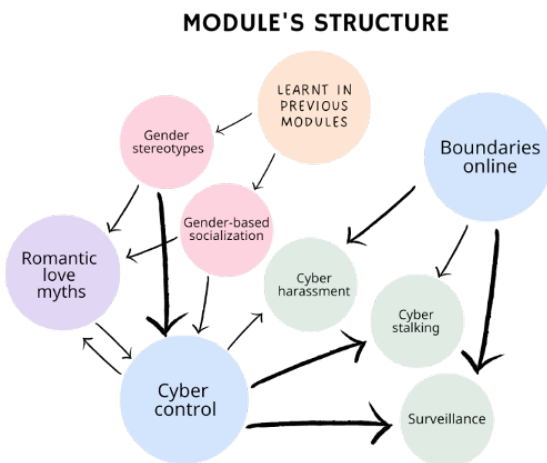 MODULE'S STRUCTURE
LEARNT IN
PREVIOUS
MODULES
Gender
stereotypes
Boundaries
online
Gender-based
socialization
Romantic
love
myths
Cyber
harassment
Cyber
stalking
Cyber
control
Surveillance